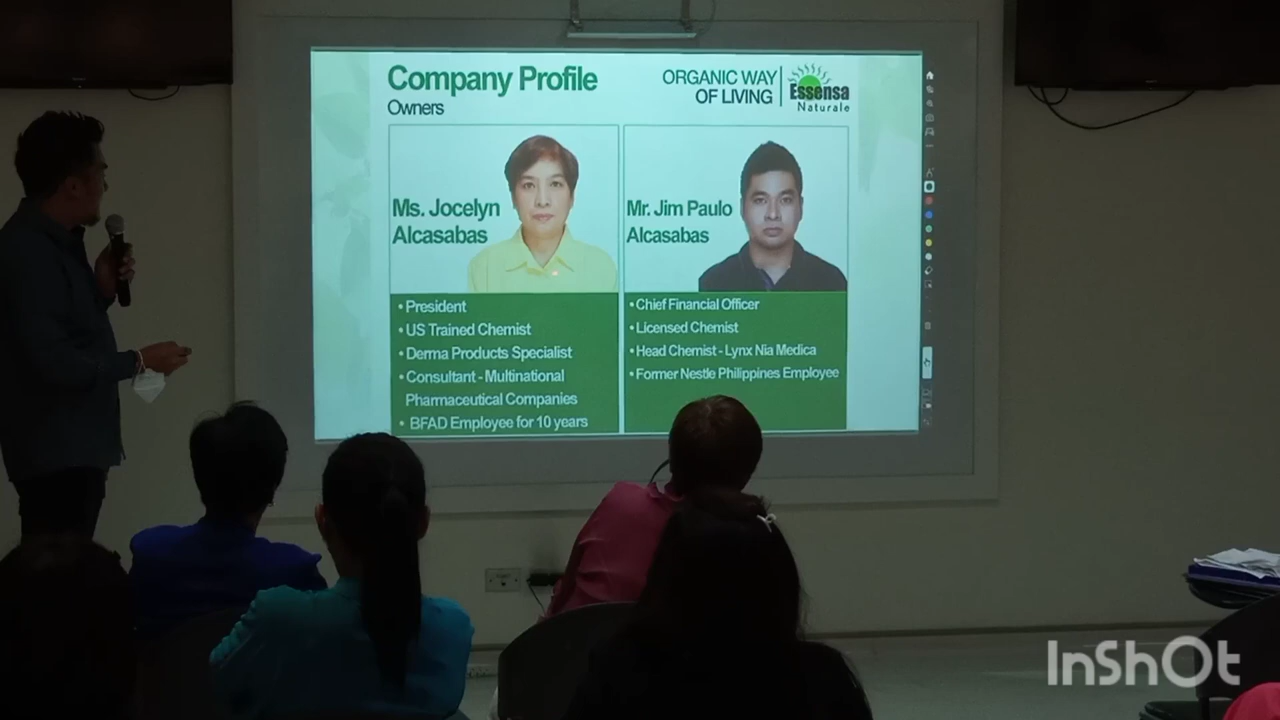 Company Profile
Owners
ORGANIC WAY
OF LIVING
Essensa
Naturale
Ms. Jocelyn
Alcasabas
• President
• US Trained Chemist
• Derma Products Specialist
• Consultant - Multinational
Pharmaceutical Companies
• BFAD Employee for 10 years
Mr. Jim Paulo
Alcasabas
• Chief Financial Officer
• Licensed Chemist
• Head Chemist - Lynx Nia Medica
• Former Nestle Philippines Employee
InShOt